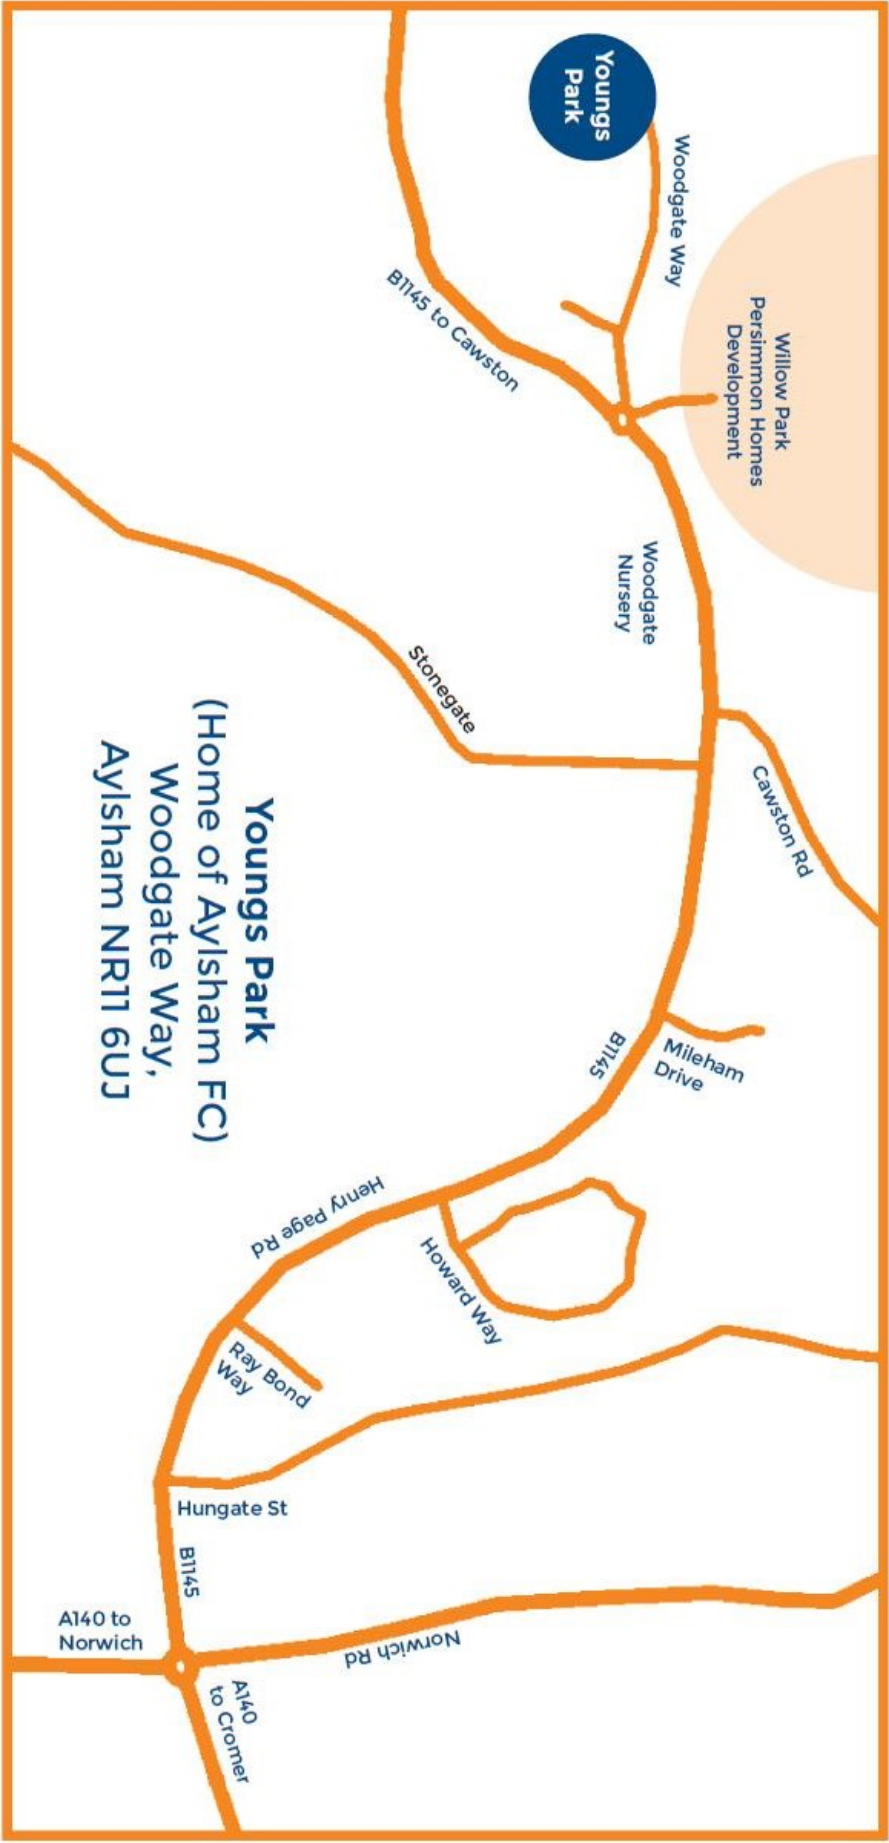 Youngs
Park
Woodgate Way
Willow Park
Persimmon Homes
Development
B1145 to Cawston
Woodgate
Nursery
Stonegate
Cawston Rd
Mileham
Drive
B1145
Henry Page Rd
Howard Way
Ray Bond
Way
Hungate St
B1145
A140 to
Norwich
Norwich Rd
A140
to Cromer
Youngs Park
(Home of Aylsham FC)
Woodgate Way,
Aylsham NR11 6UJ